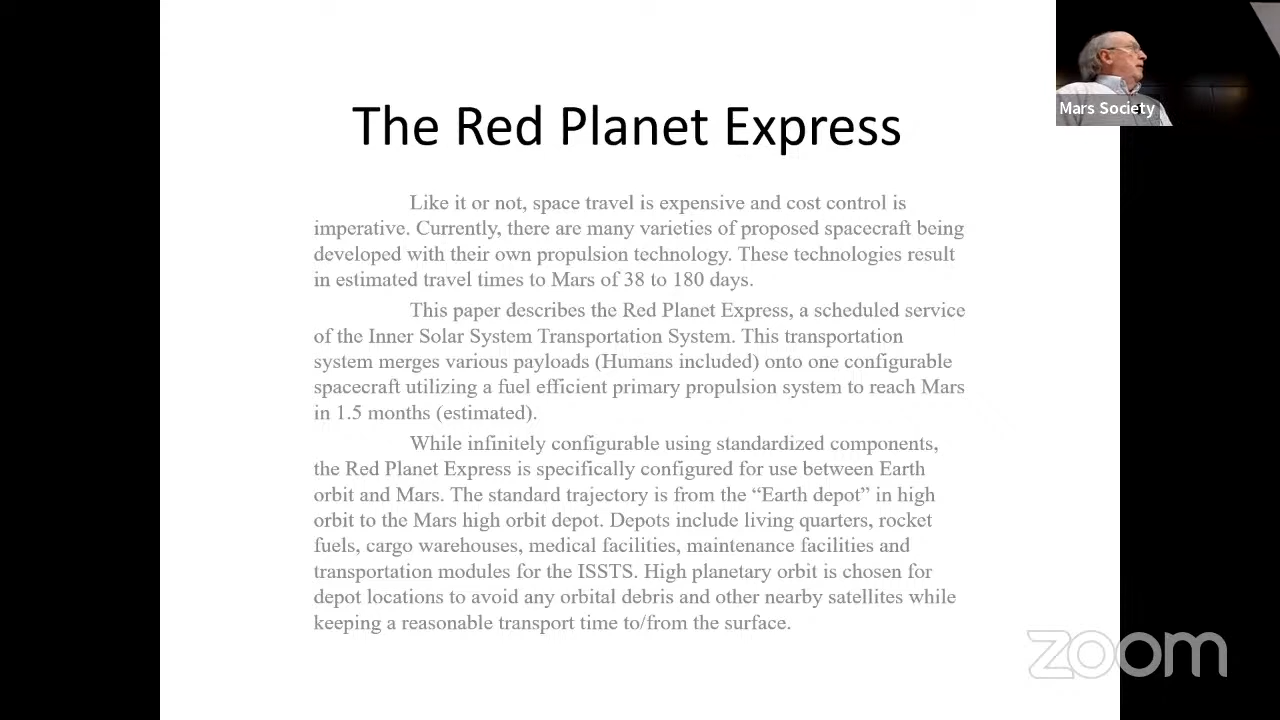 The Red Planet Express
Mars Society
Like it or not, space travel is expensive and cost control is
imperative. Currently, there are many varieties of proposed spacecraft being
developed with their own propulsion technology. These technologies result
in estimated travel times to Mars of 38 to 180 days.
This paper describes the Red Planet Express, a scheduled service
of the Inner Solar System Transportation System. This transportation
system merges various payloads (Humans included) onto one configurable
spacecraft utilizing a fuel efficient primary propulsion system to reach Mars
in 1.5 months (estimated).
While infinitely configurable using standardized components,
the Red Planet Express is specifically configured for use between Earth
orbit and Mars. The standard trajectory is from the “Earth depot” in high
orbit to the Mars high orbit depot. Depots include living quarters, rocket
fuels, cargo warehouses, medical facilities, maintenance facilities and
transportation modules for the ISSTS. High planetary orbit is chosen for
depot locations to avoid any orbital debris and other nearby satellites while
keeping a reasonable transport time to/from the surface.
zoom